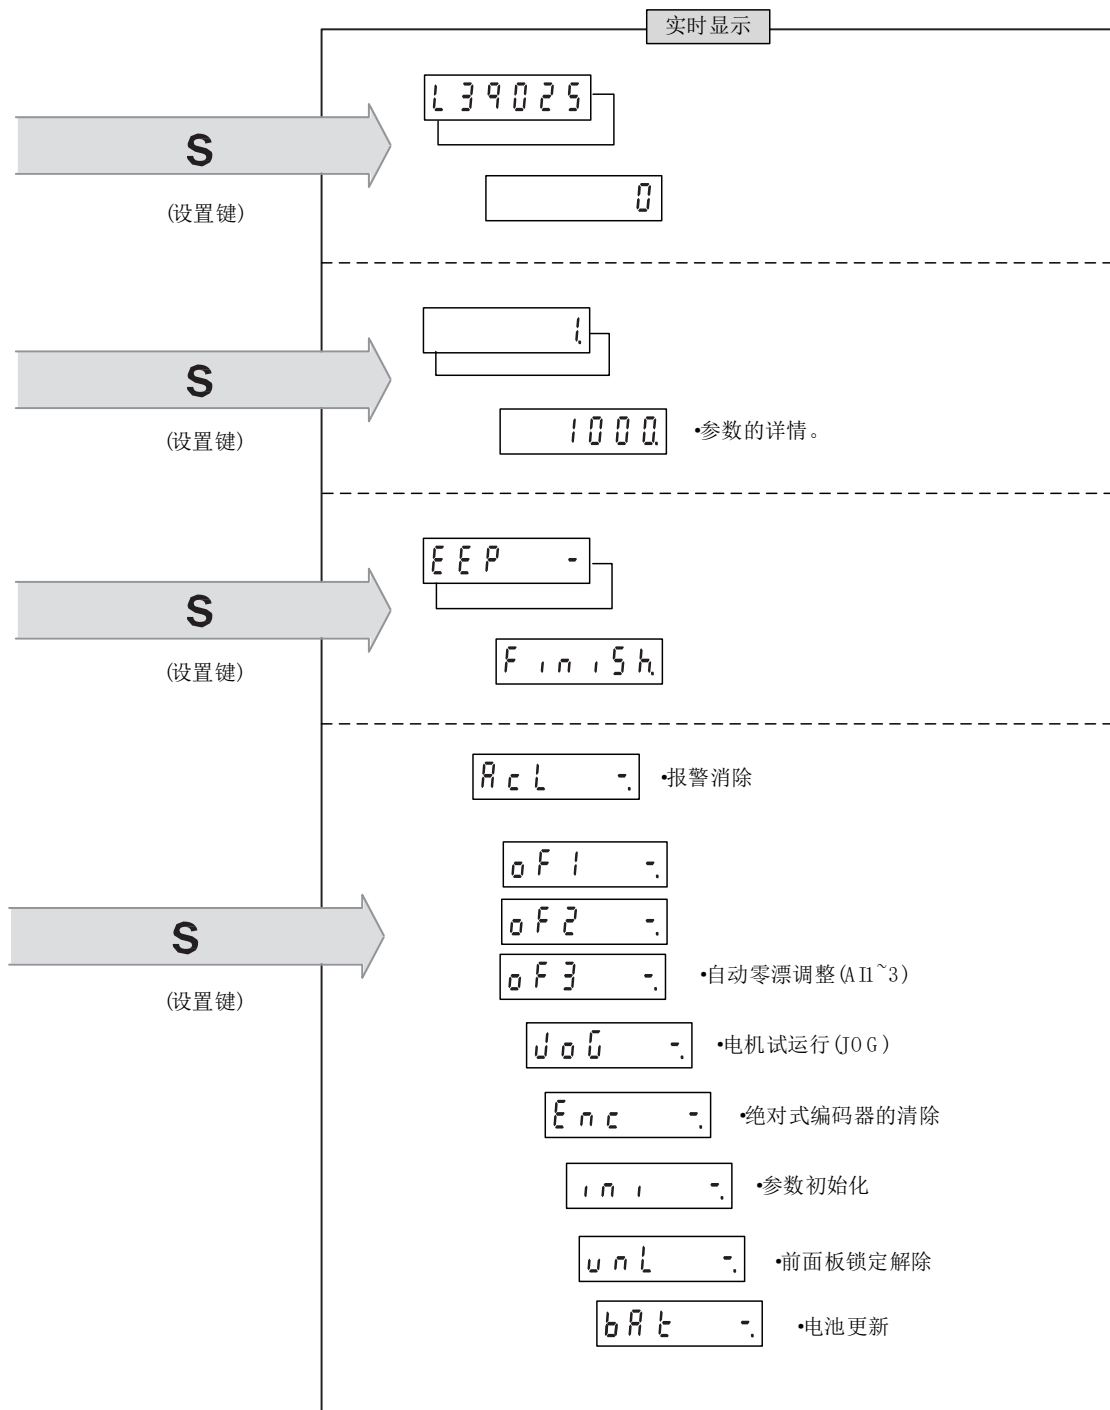 实时显示
L39025
S
(设置键)
0
1.
S
(设置键)
1000.
•参数的详情。
EEP -
S
(设置键)
FiniSh.
AcL -.
•报警消除
oF1 -.
oF2 -.
S
oF3 -.
•自动零漂调整(AI1~3)
(设置键)
JoG -.
•电机试运行(JOG)
Enc -.
•绝对式编码器的清除
ini -.
•参数初始化
unL -.
•前面板锁定解除
bAt -.
•电池更新